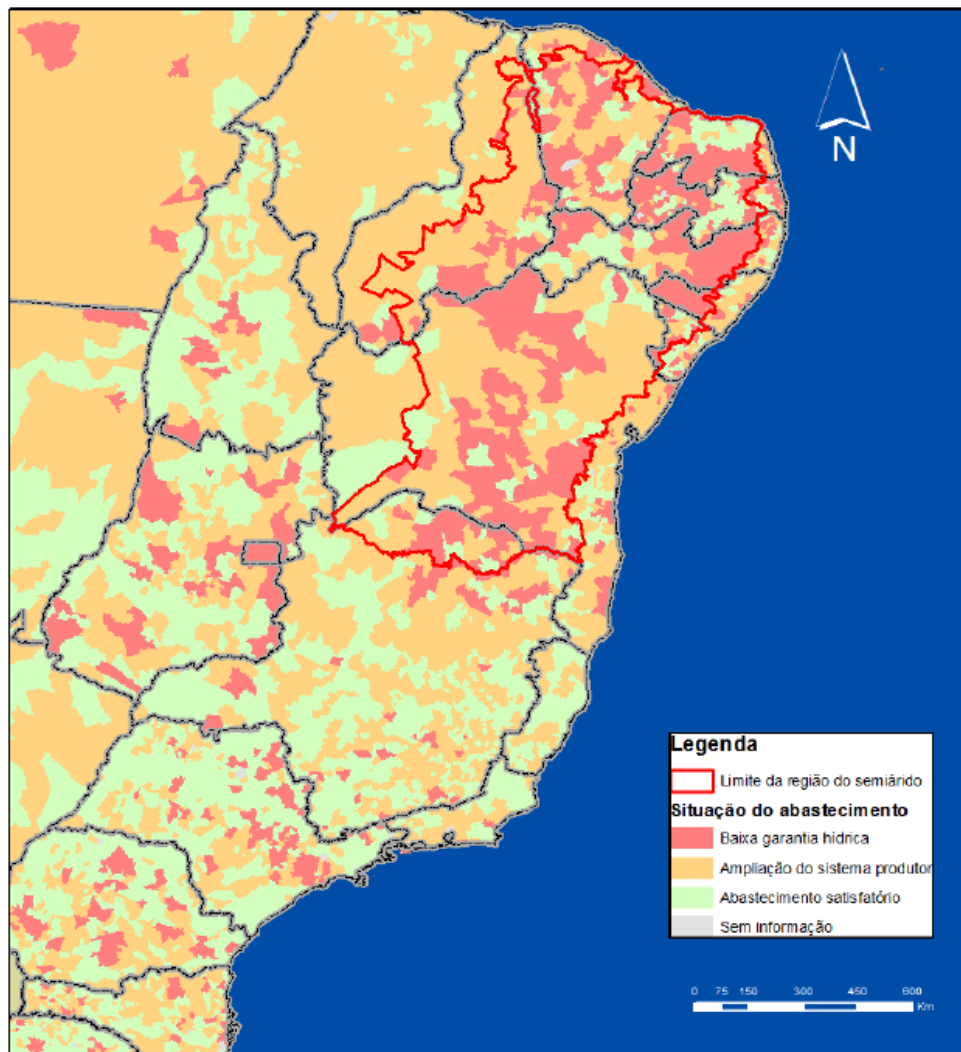 N
Legenda
Limite da região do semiárido
Situação do abastecimento
Baixa garantia hídrica
Ampliação do sistema produtor
Abastecimento satisfatório
Sem informação
0 75 150 300 450 600
Km